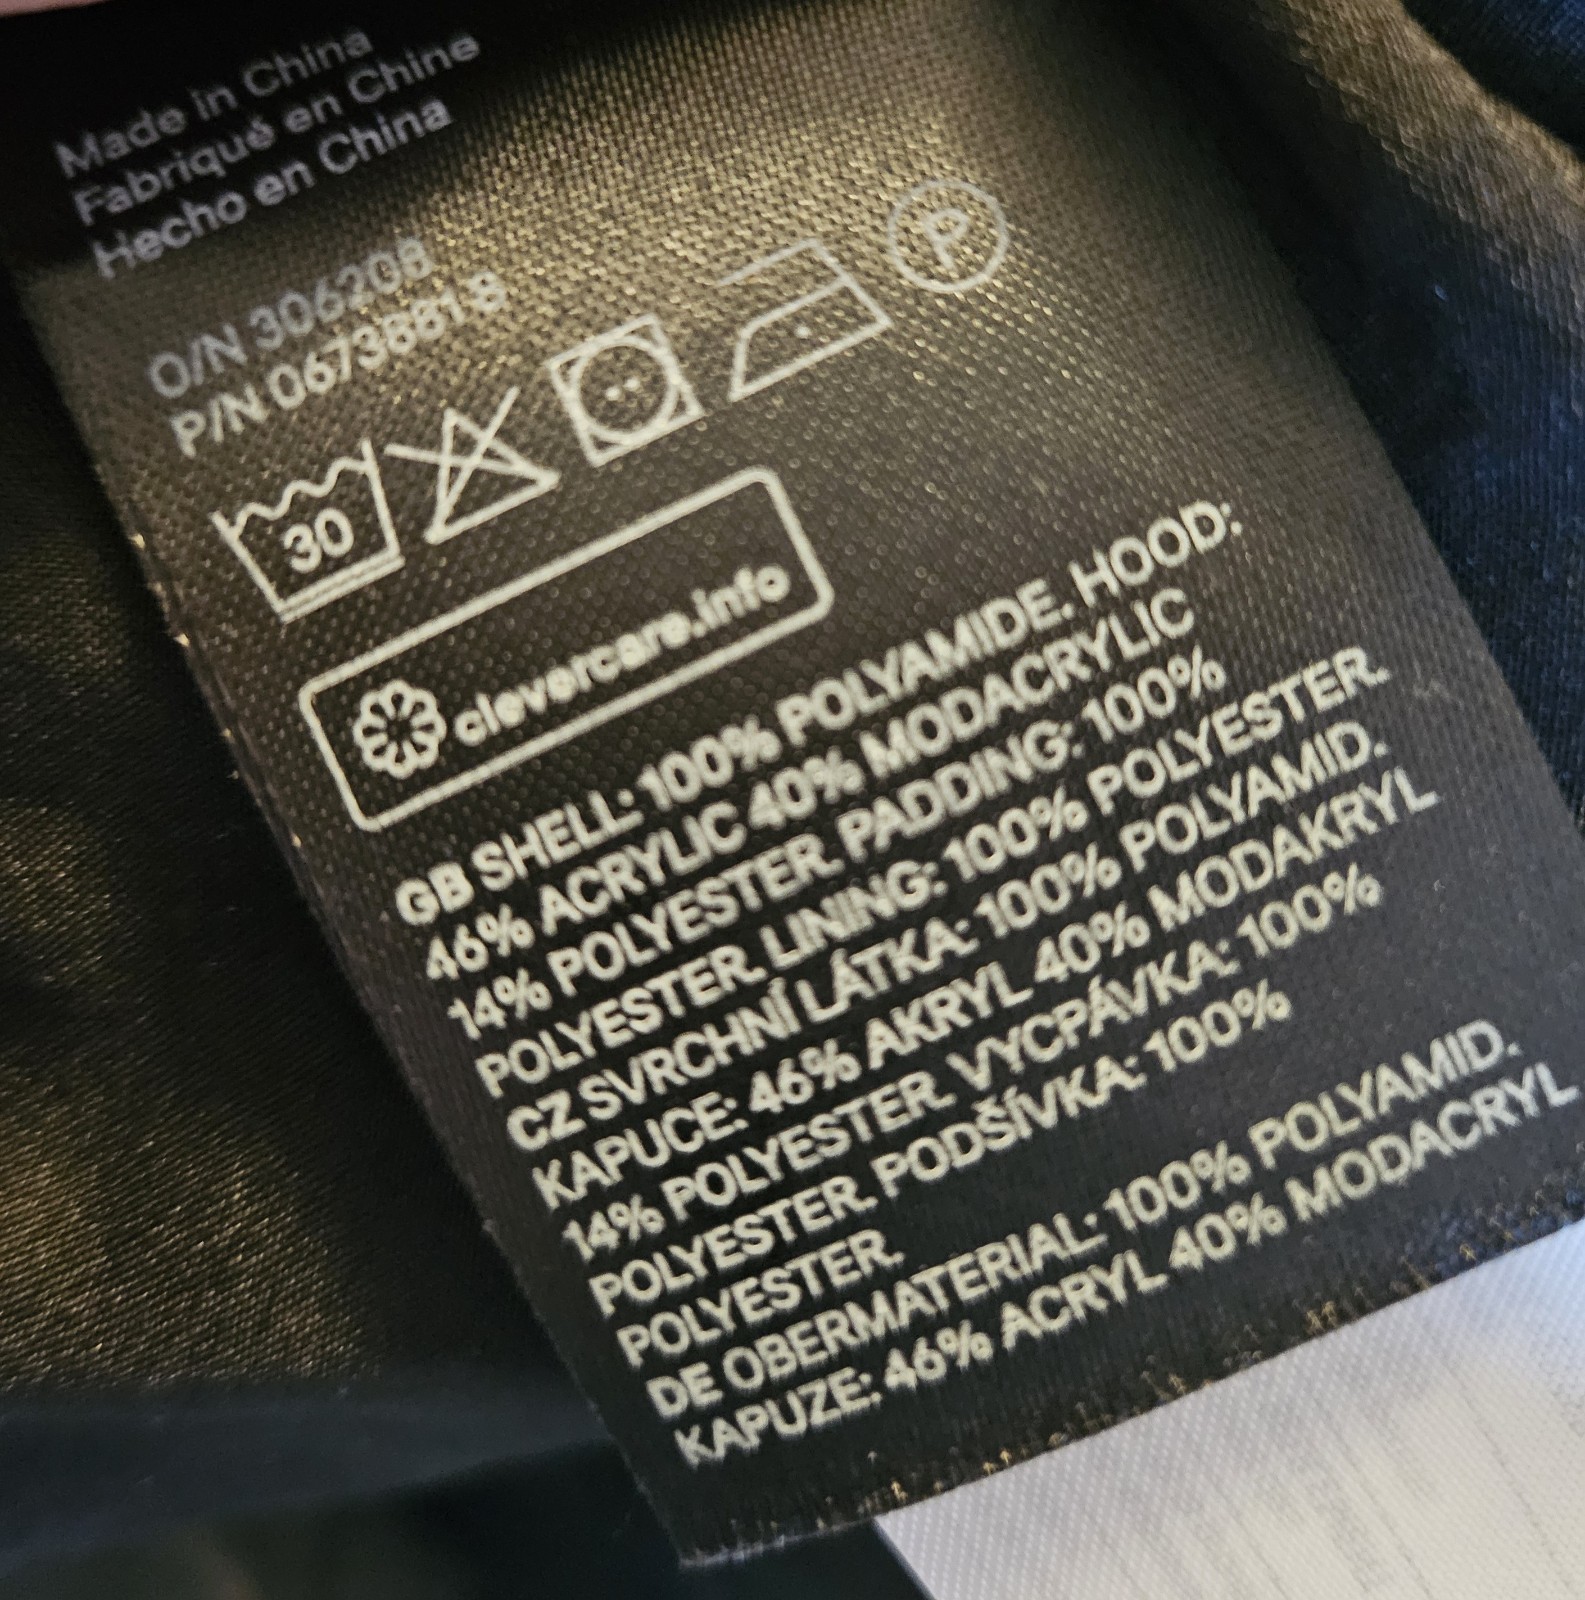 Made in China
Fabriqué en Chine
Hecho en China
O/N 306208
P/N 0673881 8
30
P
clevercare.info
GB SHELL: 100% POLYAMIDE. HOOD:
46% ACRYLIC 40% MODACRYLIC
14% POLYESTER. PADDING: 100%
POLYESTER. LINING: 100% POLYESTER.
CZ SVRCHNÍ LÁTKA: 100% POLYAMID.
KAPUCE: 46% AKRYL 40% MODAKRYL
14% POLYESTER. VYCPÁVKA: 100%
POLYESTER. PODŠÍVKA: 100%
POLYESTER.
DE OBERMATERIAL: 100% POLYAMID.
KAPUZE: 46% ACRYL 40% MODACRYL